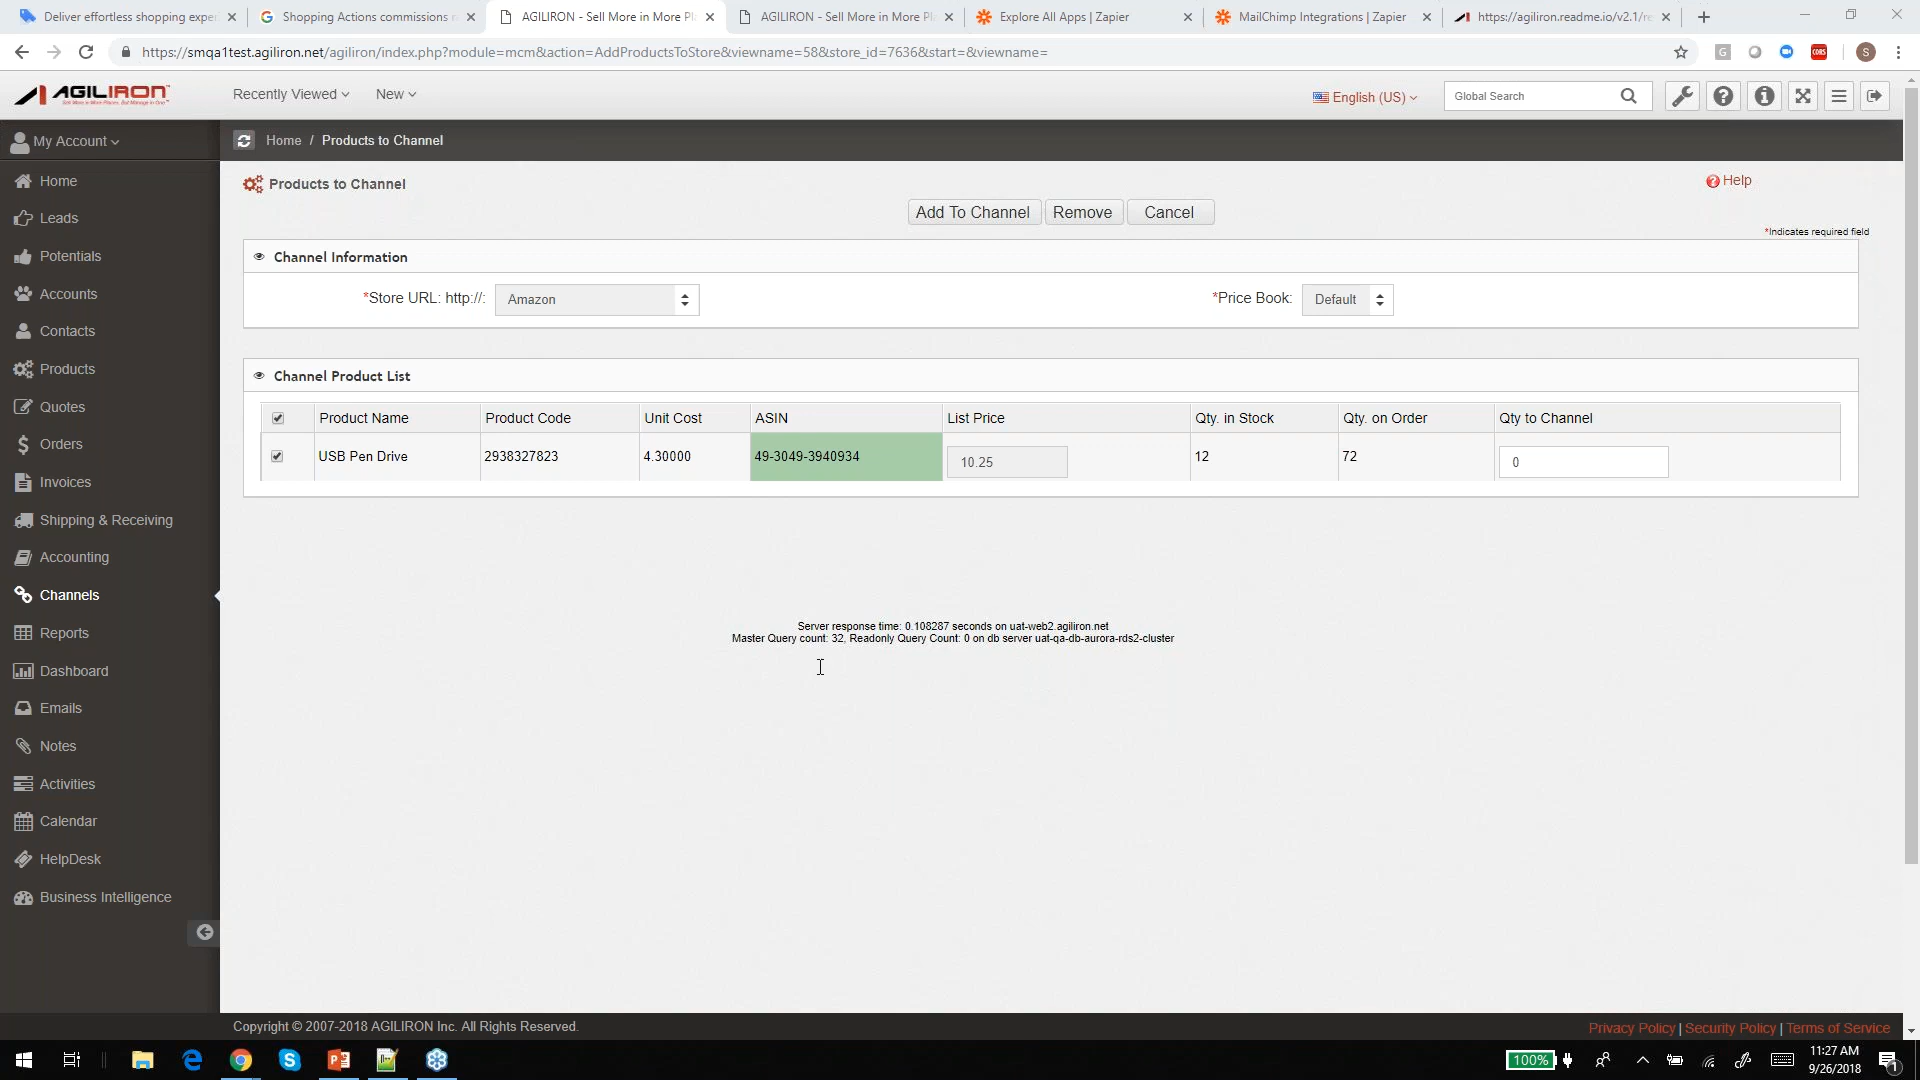 Deliver effortless shopping expe
Shopping Actions commissions
AGILIRON - Sell More in More Pl
AGILIRON - Sell More in More Pl
Explore All Apps | Zapier
MailChimp Integrations | Zapier
https://agiliron.readme.io/v2.1/r
https://smqa1test.agiliron.net/agiliron/index.php?module=mcm&action=AddProductsToStore&viewname=58&store_id=7636&start=&viewname=
CORS
S
AGILIRON
Sell More in More Places, But Manage in One
Recently Viewed
New
English (US)
Global Search
My Account
Home / Products to Channel
Home
Leads
Potentials
Accounts
Contacts
Products
Quotes
Orders
Invoices
Shipping & Receiving
Accounting
Channels
Reports
Dashboard
Emails
Notes
Activities
Calendar
HelpDesk
Business Intelligence
Products to Channel
Help
Add To Channel Remove Cancel
*Indicates required field
Channel Information
*Store URL: http://: Amazon
*Price Book: Default
Channel Product List
Product Name Product Code Unit Cost ASIN List Price Qty. in Stock Qty. on Order Qty to Channel
USB Pen Drive 2938327823 4.30000 49-3049-3940934 10.25 12 72 0
Server response time: 0.108287 seconds on uat-web2.agiliron.net
Master Query count: 32, Readonly Query Count: 0 on db server uat-qa-db-aurora-rds2-cluster
Copyright © 2007-2018 AGILIRON Inc. All Rights Reserved.
Privacy Policy | Security Policy | Terms of Service
100%
11:27 AM
9/26/2018
1